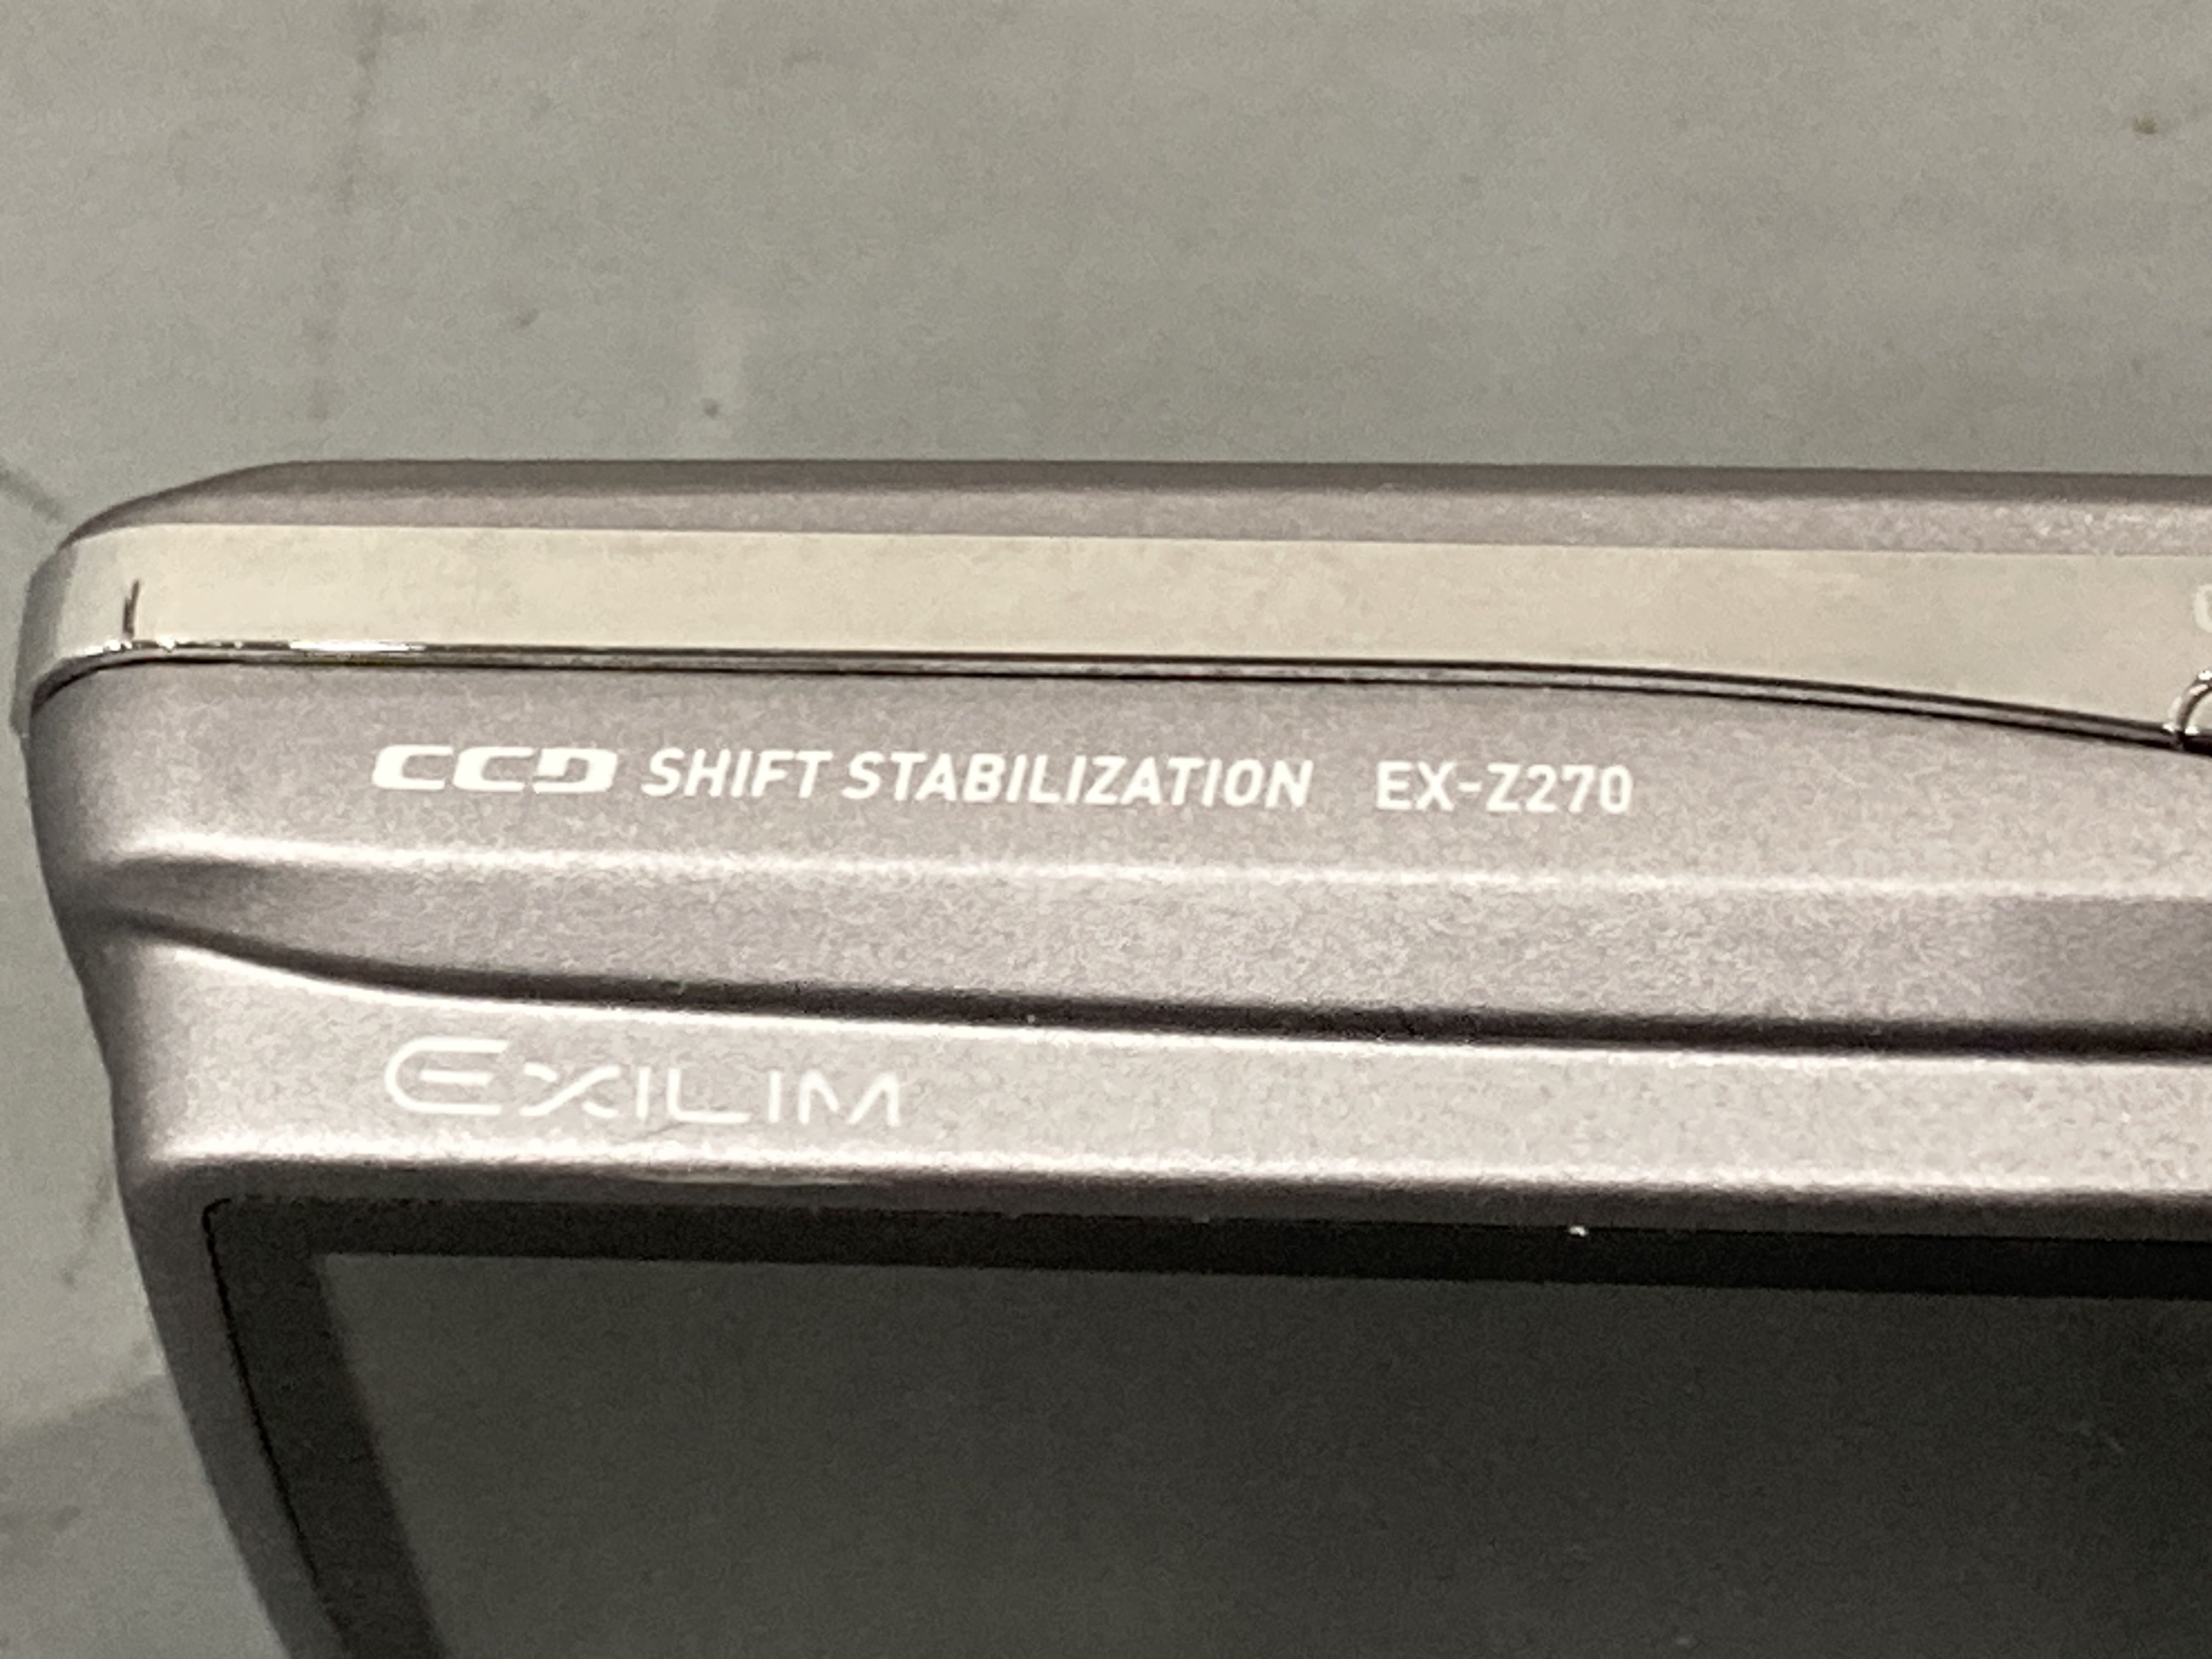 CCD SHIFT STABILIZATION EX-Z270
EXILIM